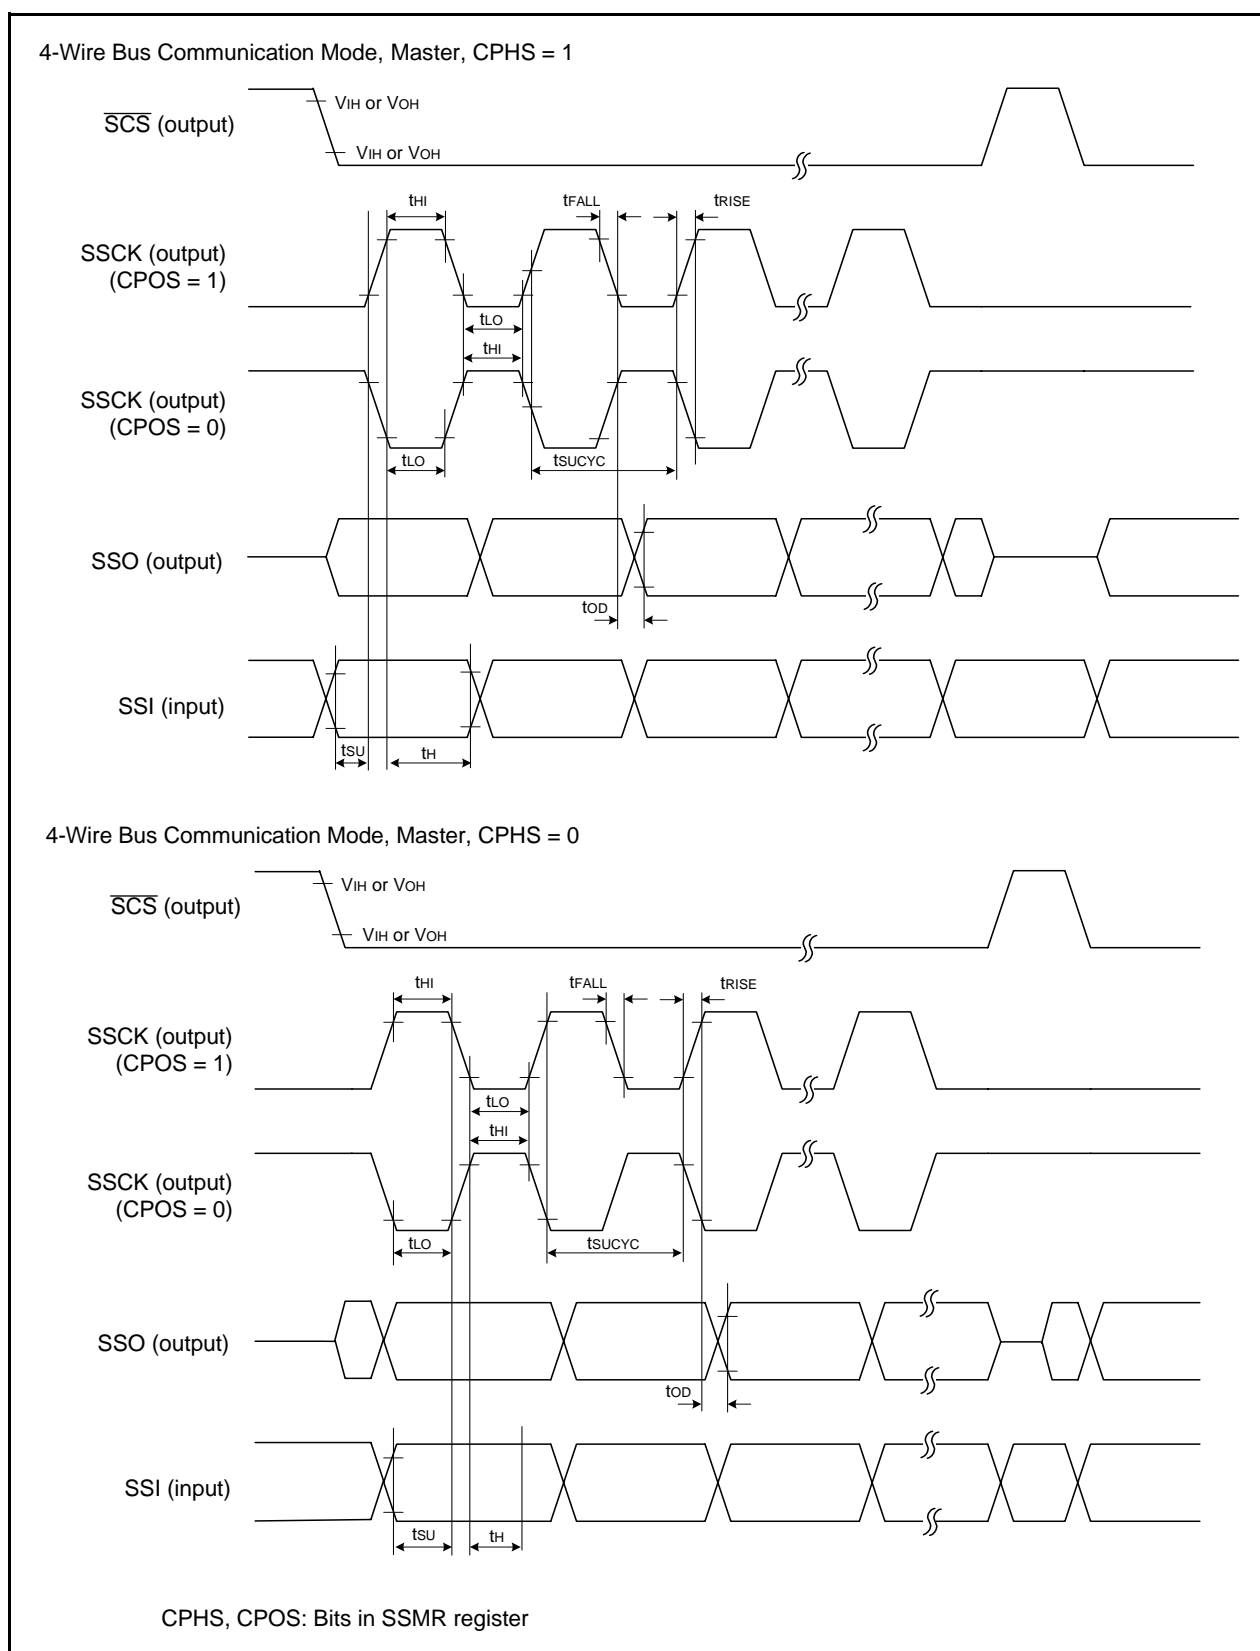 4-Wire Bus Communication Mode, Master, CPHS = 1
VIH or VOH
SCS (output)
VIH or VOH
tHI
tFALL
tRISE
SSCK (output)
(CPOS = 1)
tLO
tHI
SSCK (output)
(CPOS = 0)
tLO
tSUCYC
SSO (output)
tOD
SSI (input)
tSU
tH
4-Wire Bus Communication Mode, Master, CPHS = 0
VIH or VOH
SCS (output)
VIH or VOH
tHI
tFALL
tRISE
SSCK (output)
(CPOS = 1)
tLO
tHI
SSCK (output)
(CPOS = 0)
tLO
tSUCYC
SSO (output)
tOD
SSI (input)
tSU
tH
CPHS, CPOS: Bits in SSMR register